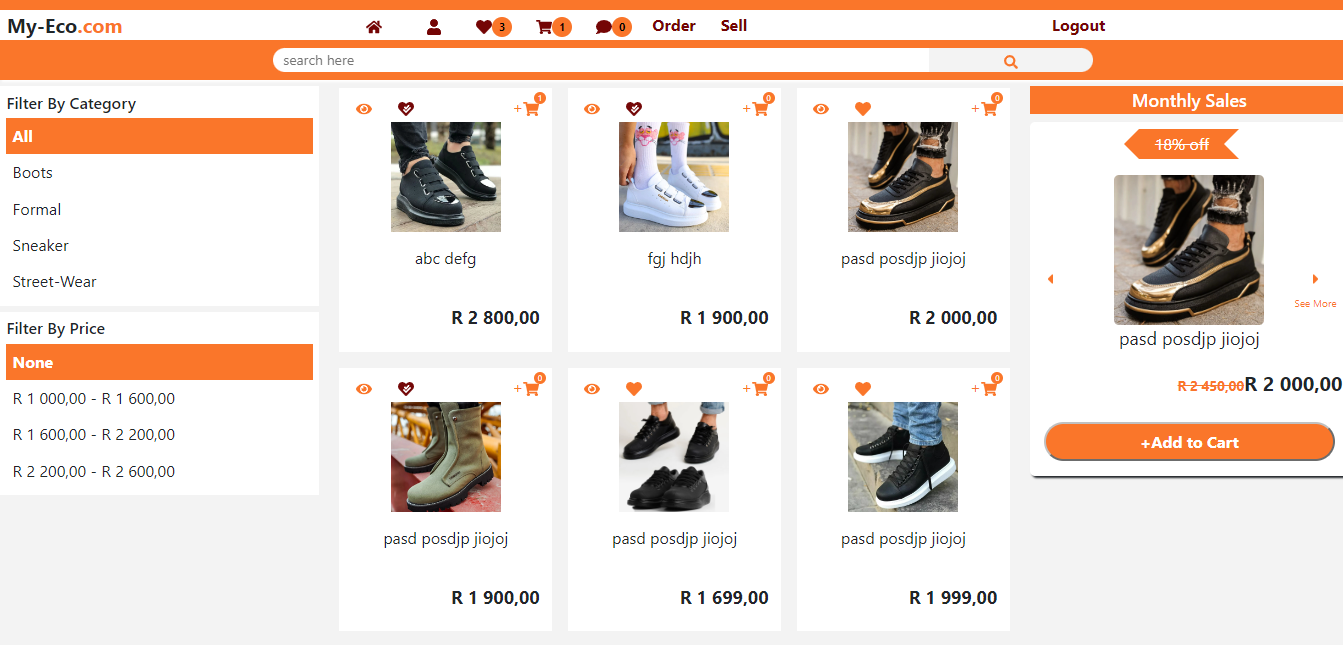 My-Eco.com
3
1
0
Order
Sell
Logout
search here
Filter By Category
All
Boots
Formal
Sneaker
Street-Wear
Filter By Price
None
R 1 000,00 - R 1 600,00
R 1 600,00 - R 2 200,00
R 2 200,00 - R 2 600,00
+ 1
abc defg
R 2 800,00
+ 0
fgj hdjh
R 1 900,00
+ 0
pasd posdjp jiojoj
R 2 000,00
+ 0
pasd posdjp jiojoj
R 1 900,00
+ 0
pasd posdjp jiojoj
R 1 699,00
+ 0
pasd posdjp jiojoj
R 1 999,00
Monthly Sales
18% off
See More
pasd posdjp jiojoj
R 2 450,00R 2 000,00
+Add to Cart